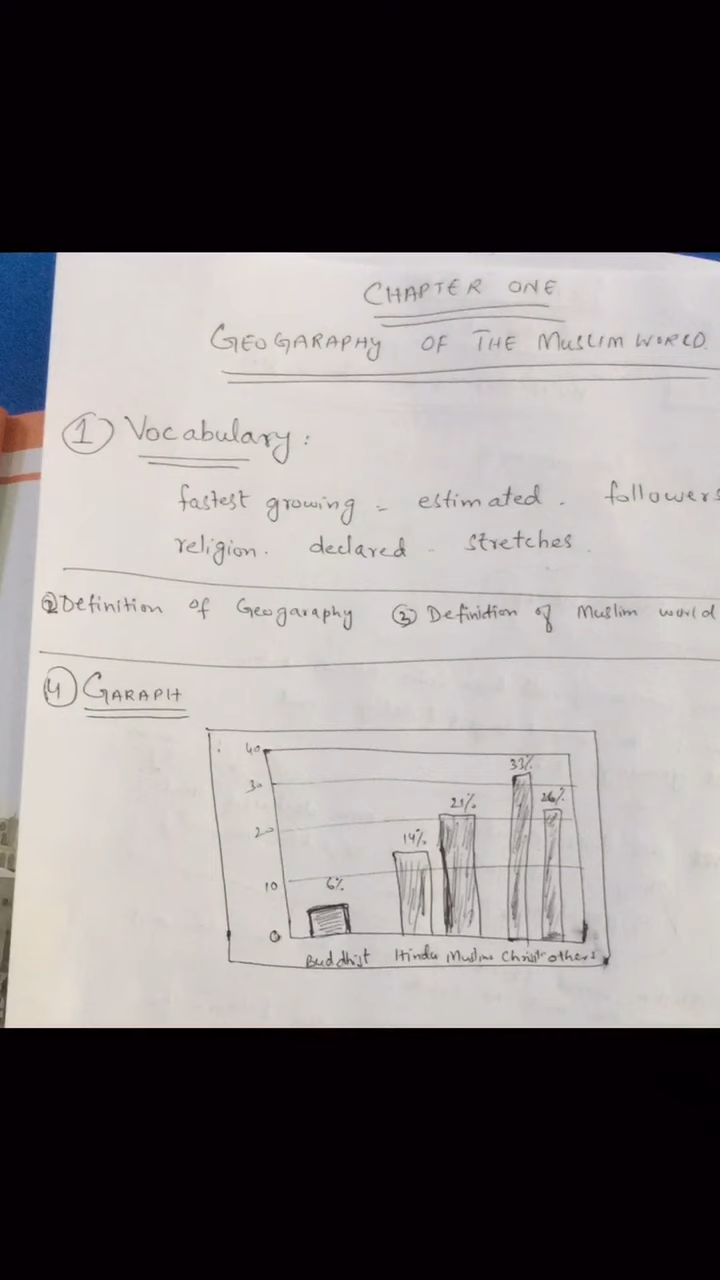 CHAPTER ONE
GEOGARAPHY OF THE MUSLIM WORLD
1 Vocabulary:
fastest growing - estimated. followers
religion. declared. stretches.
2 Definition of Geogaraphy 3 Definition of Muslim world
4 GARAPH
40
30
20
10
0
6%
14%
21%
33%
26%
Buddhist Hindu Muslims Christ others